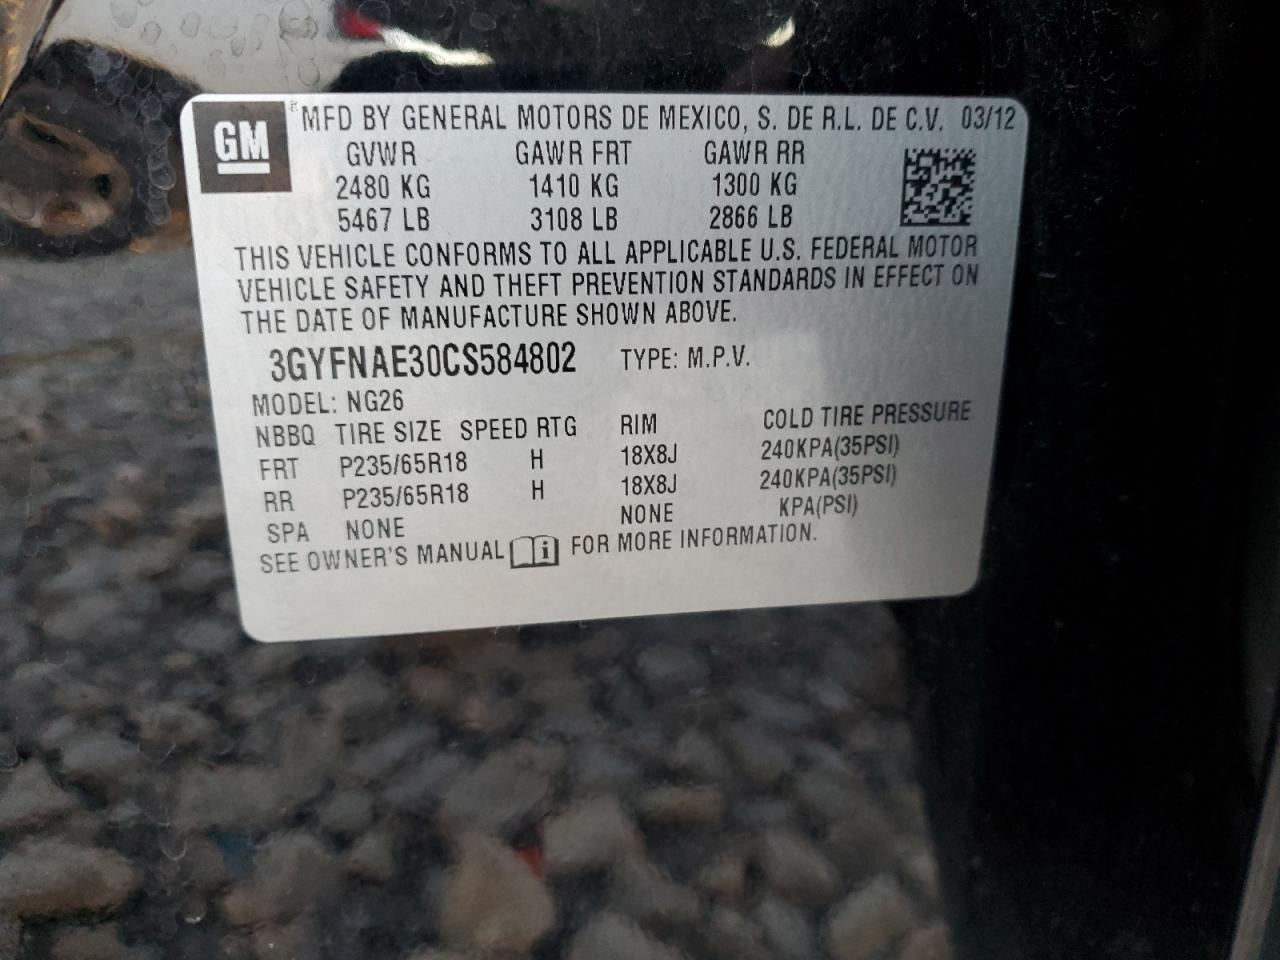 GM ® MFD BY GENERAL MOTORS DE MEXICO, S. DE R.L. DE C.V. 03/12
GVWR GAWR FRT GAWR RR
2480 KG 1410 KG 1300 KG
5467 LB 3108 LB 2866 LB
THIS VEHICLE CONFORMS TO ALL APPLICABLE U.S. FEDERAL MOTOR
VEHICLE SAFETY AND THEFT PREVENTION STANDARDS IN EFFECT ON
THE DATE OF MANUFACTURE SHOWN ABOVE.
3GYFNAE30CS584802 TYPE: M.P.V.
MODEL: NG26
NBBQ TIRE SIZE SPEED RTG RIM COLD TIRE PRESSURE
FRT P235/65R18 H 18X8J 240KPA(35PSI)
RR P235/65R18 H 18X8J 240KPA(35PSI)
SPA NONE NONE KPA(PSI)
SEE OWNER'S MANUAL i FOR MORE INFORMATION.